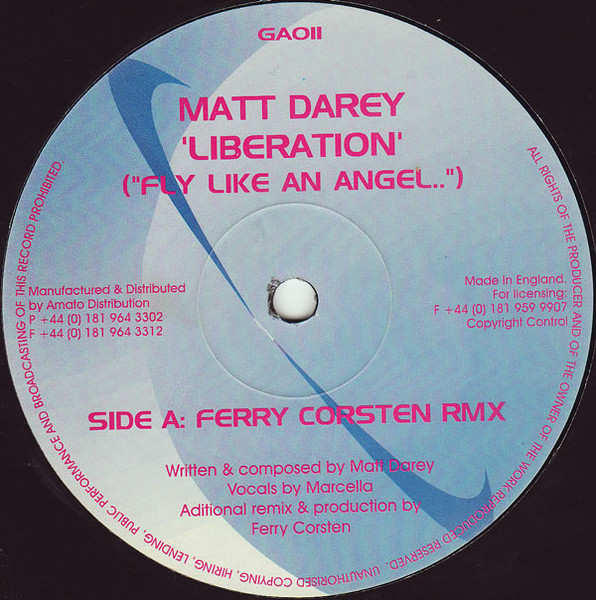 GA011
MATT DAREY
'LIBERATION'
("FLY LIKE AN ANGEL..")
Manufactured & Distributed
by Amato Distribution
P +44 (0) 181 964 3302
F +44 (0) 181 964 3312
Made in England.
For licensing:
F +44 (0) 181 959 9907
Copyright Control
SIDE A: FERRY CORSTEN RMX
Written & composed by Matt Darey
Vocals by Marcella
Aditional remix & production by
Ferry Corsten
ALL RIGHTS OF THE PRODUCER AND OF THE OWNER OF THE WORK REPRODUCED RESERVED. UNAUTHORISED COPYING, HIRING, LENDING, PUBLIC PERFORMANCE AND BROADCASTING OF THIS RECORD PROHIBITED.